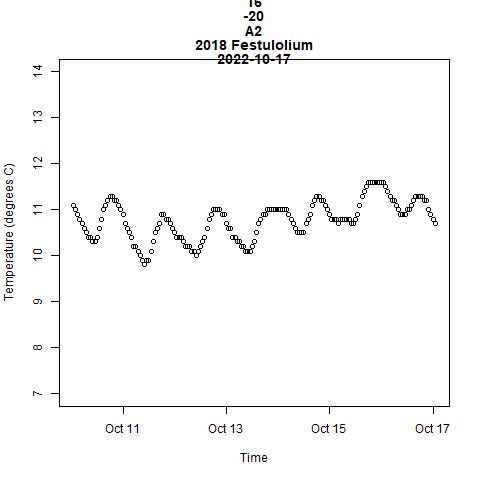 16
-20
A2
2018 Festulolium
2022-10-17
Temperature (degrees C)
14
13
12
11
10
9
8
7
Oct 11
Oct 13
Oct 15
Oct 17
Time